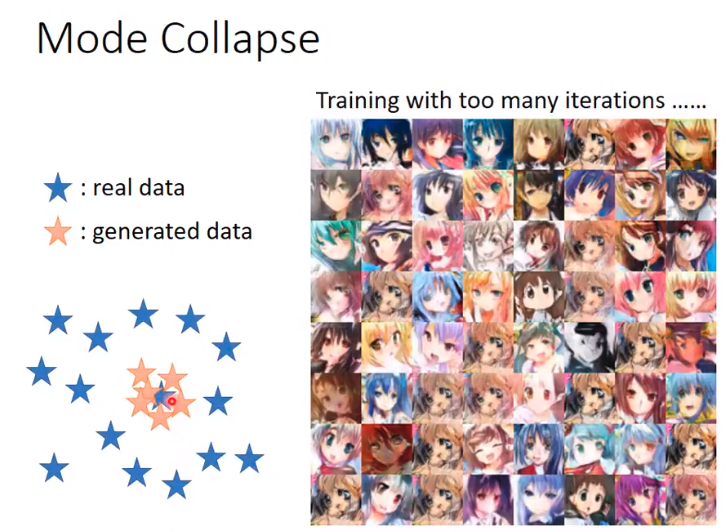 Mode Collapse
Training with too many iterations ……
: real data
: generated data